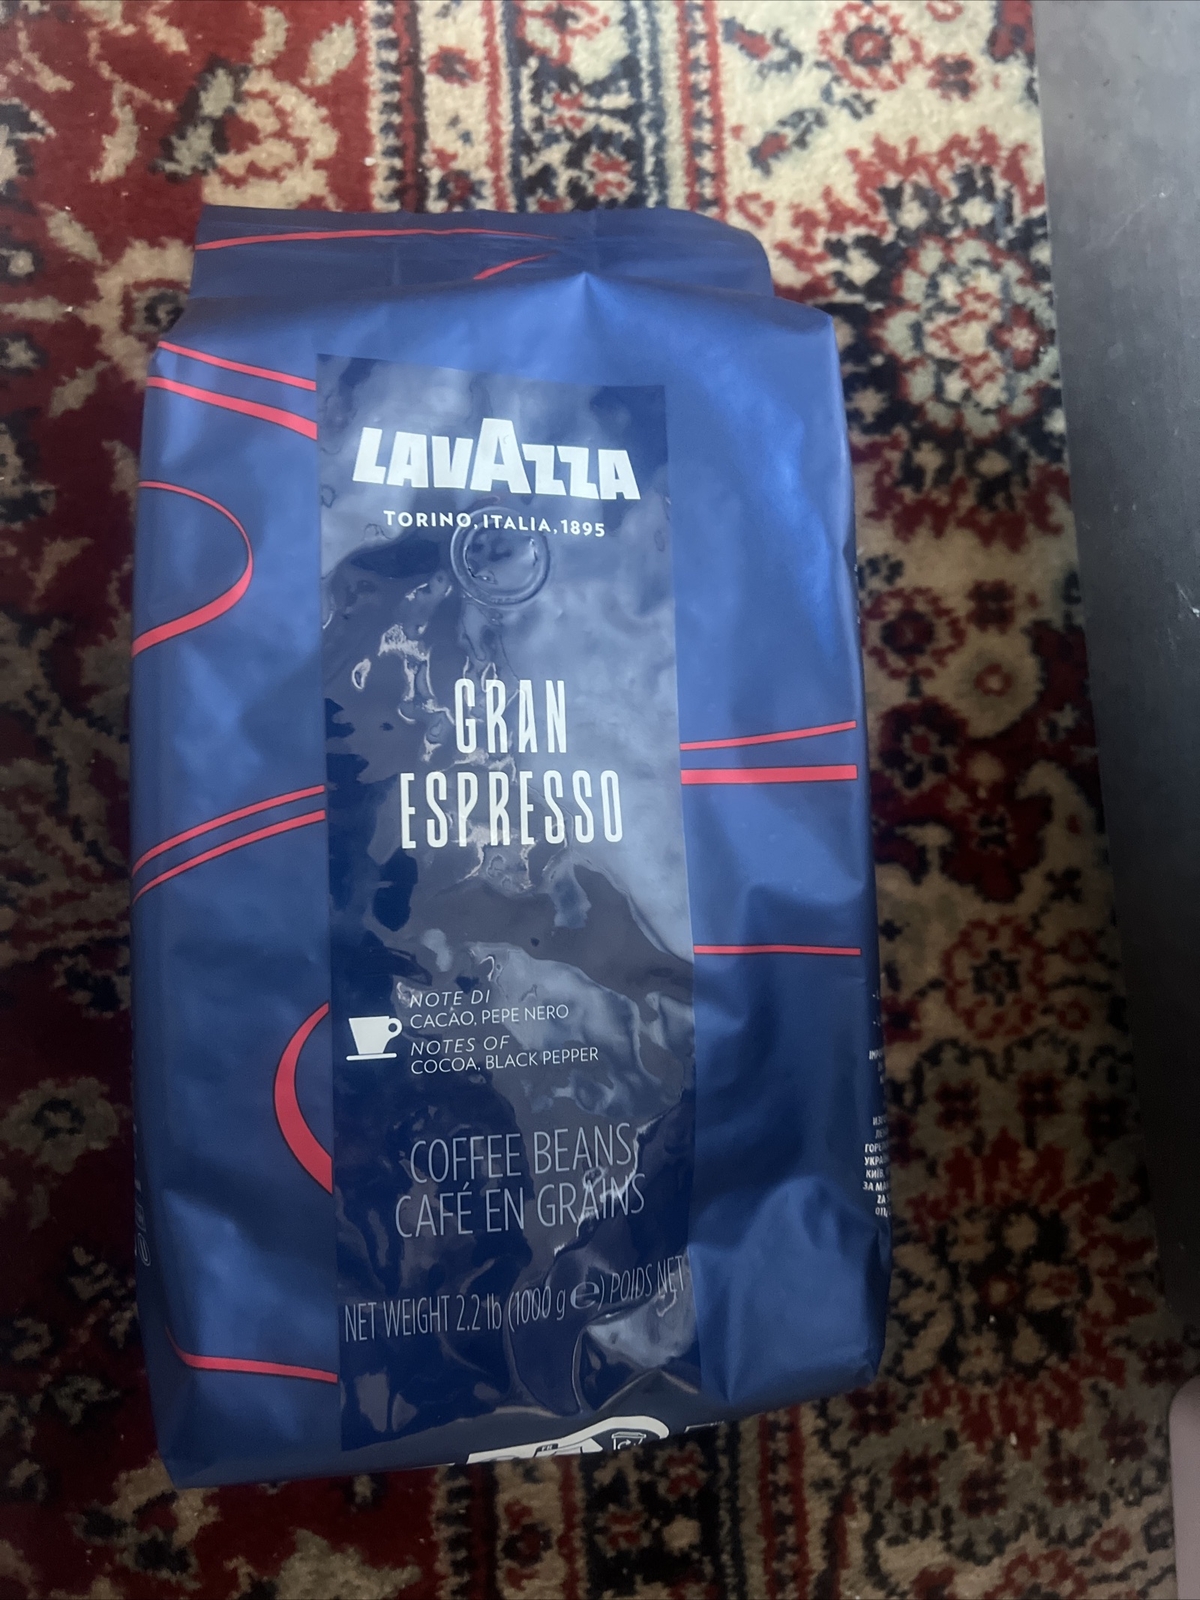 LAVAZZA
TORINO, ITALIA, 1895
GRAN
ESPRESSO
NOTE DI
CACAO, PEPE NERO
NOTES OF
COCOA, BLACK PEPPER
COFFEE BEANS
CAFÉ EN GRAINS
NET WEIGHT 2.2 lb (1000 g e) POIDS NET